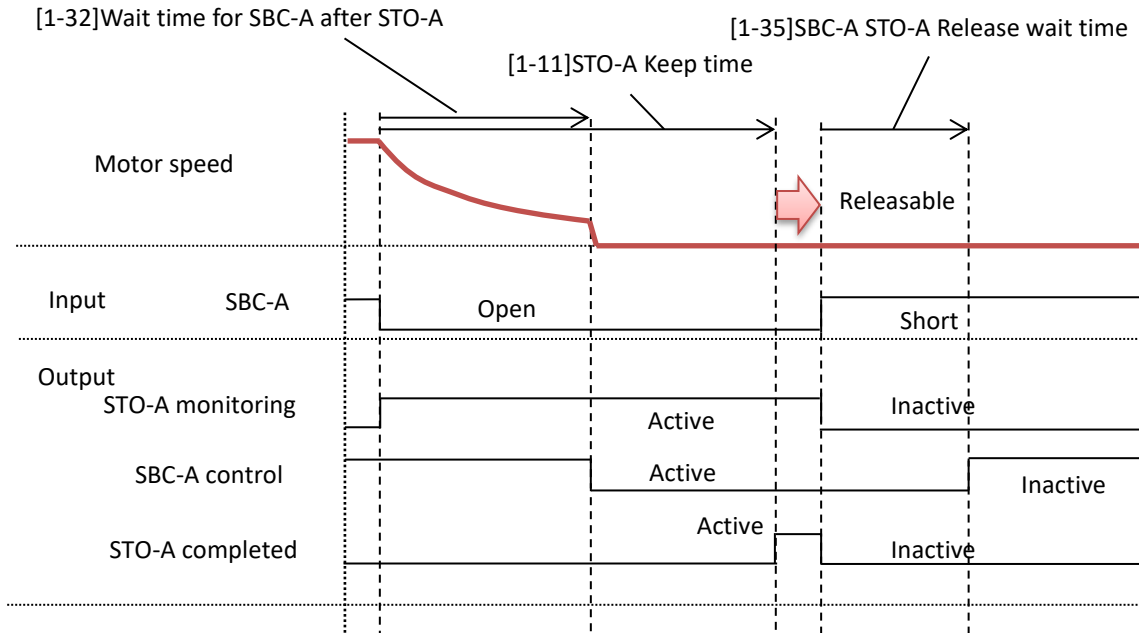 [1-32]Wait time for SBC-A after STO-A
[1-35]SBC-A STO-A Release wait time
[1-11]STO-A Keep time
Motor speed
Releasable
Input
SBC-A
Open
Short
Output
STO-A monitoring
Active
Inactive
SBC-A control
Active
Inactive
STO-A completed
Active
Inactive